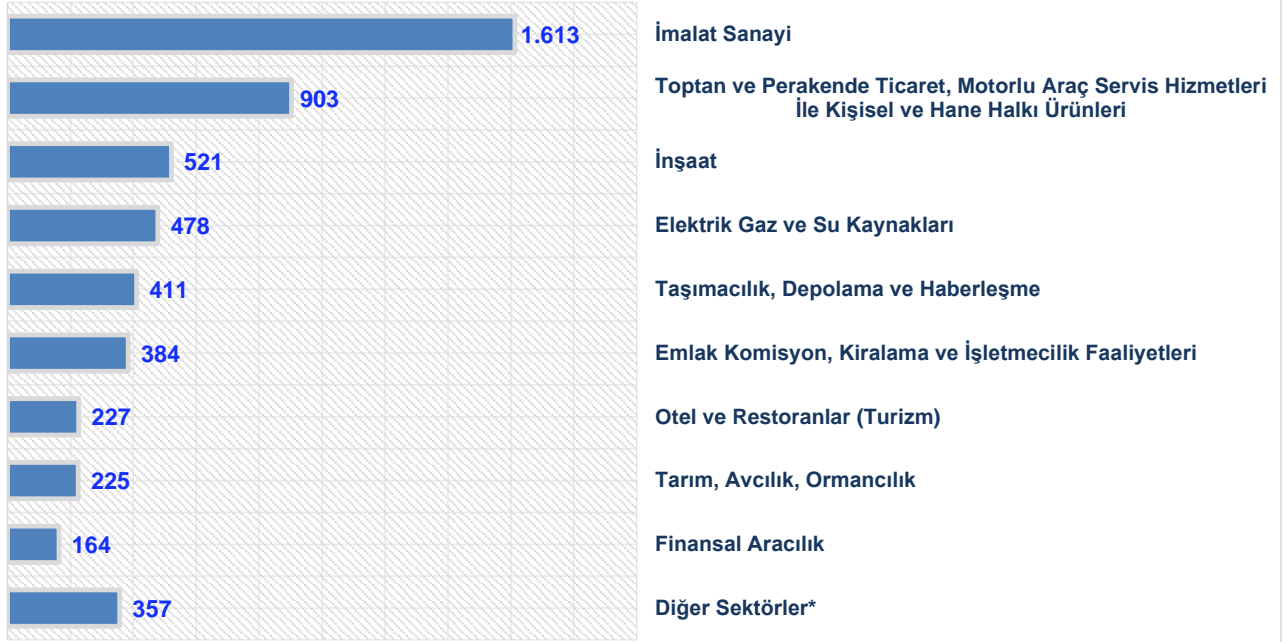 1.613 İmalat Sanayi
903 Toptan ve Perakende Ticaret, Motorlu Araç Servis Hizmetleri
İle Kişisel ve Hane Halkı Ürünleri
521 İnşaat
478 Elektrik Gaz ve Su Kaynakları
411 Taşımacılık, Depolama ve Haberleşme
384 Emlak Komisyon, Kiralama ve İşletmecilik Faaliyetleri
227 Otel ve Restoranlar (Turizm)
225 Tarım, Avcılık, Ormancılık
164 Finansal Aracılık
357 Diğer Sektörler*